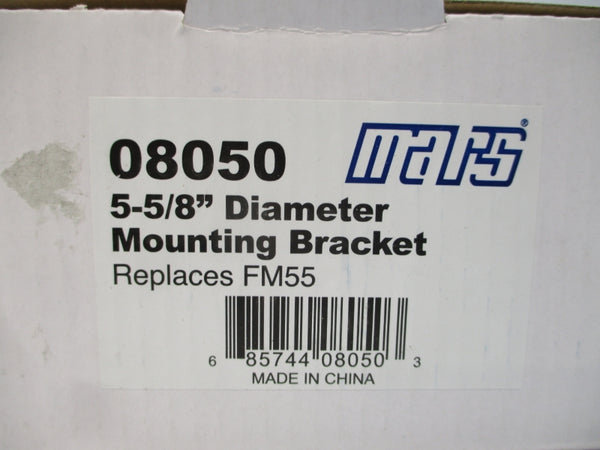 08050
mars®
5-5/8” Diameter
Mounting Bracket
Replaces FM55
6 85744 08050 3
MADE IN CHINA